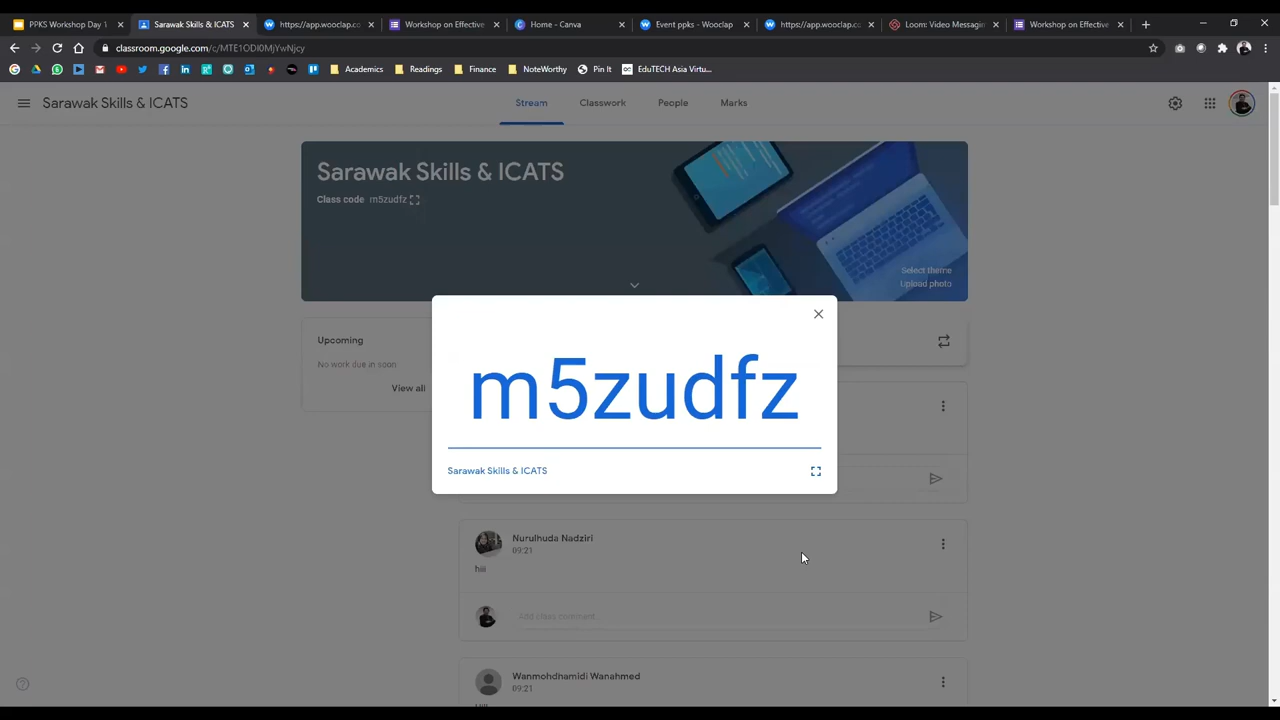 PPKS Workshop Day 1
Sarawak Skills & ICATS
https://app.wooclap.co
Workshop on Effective
Home - Canva
Event ppks - Wooclap
https://app.wooclap.co
Loom: Video Messagin
Workshop on Effective
classroom.google.com/c/MTE1ODI0MjYwNjcy
Academics
Readings
Finance
NoteWorthy
Pin It
EduTECH Asia Virtu...
Sarawak Skills & ICATS
Stream
Classwork
People
Marks
Sarawak Skills & ICATS
Class code m5zudfz
Select theme
Upload photo
Upcoming
No work due in soon
View all
m5zudfz
Sarawak Skills & ICATS
Nurulhuda Nadziri
09:21
hiii
Add class comment...
Wanmohdhamidi Wanahmed
09:21